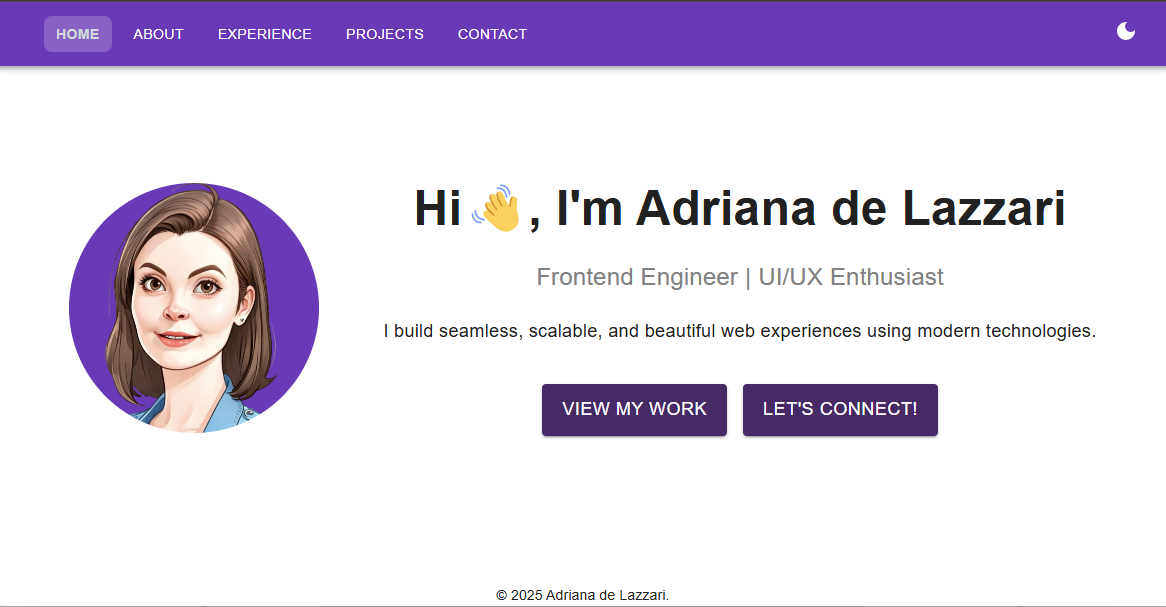 HOME ABOUT EXPERIENCE PROJECTS CONTACT
Hi 👋, I'm Adriana de Lazzari
Frontend Engineer | UI/UX Enthusiast
I build seamless, scalable, and beautiful web experiences using modern technologies.
VIEW MY WORK LET'S CONNECT!
© 2025 Adriana de Lazzari.